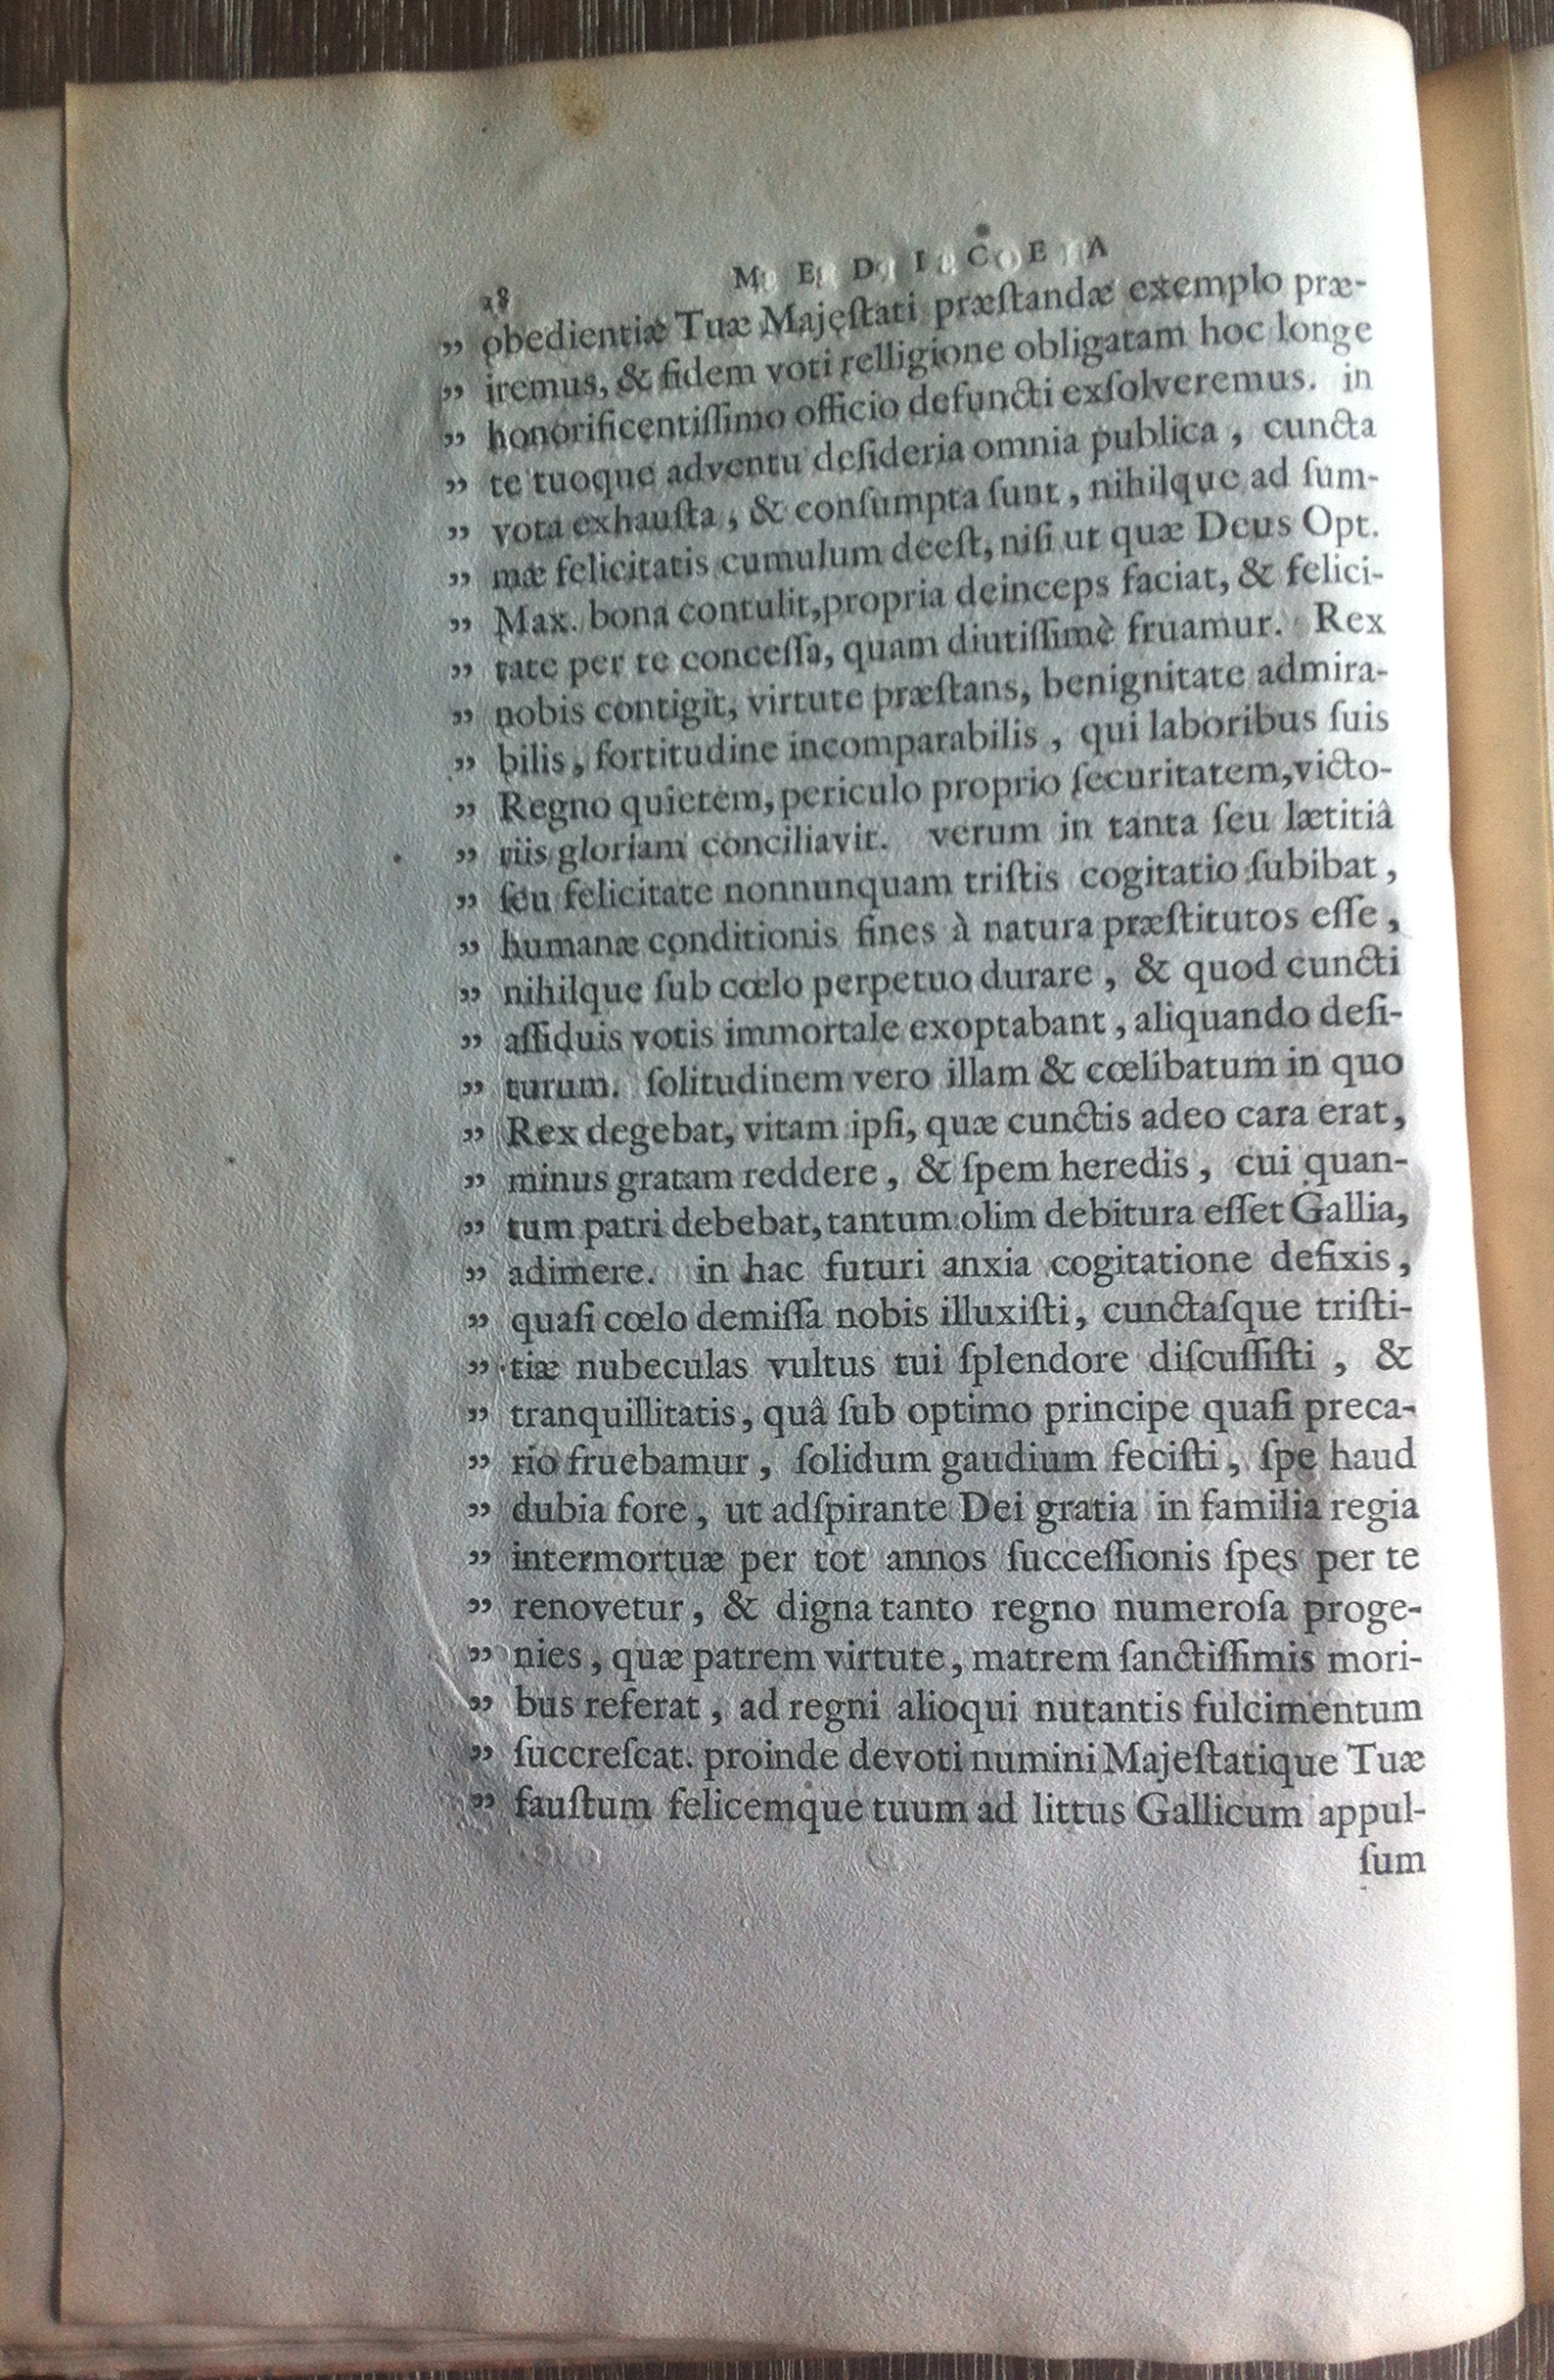 28 MEDICEA
„ obedientiæ Tuæ Majeſtati præſtandæ exemplo præ-
„ iremus, & fidem voti relligione obligatam hoc longe
„ honorificentiſſimo officio defuncti exſolveremus. in
„ te tuoque adventu deſideria omnia publica, cuncta
„ vota exhauſta, & conſumpta ſunt, nihilque ad ſum-
„ mæ felicitatis cumulum deeſt, niſi ut quæ Deus Opt.
„ Max. bona contulit, propria deinceps faciat, & felici-
„ tate per te conceſſa, quam diutiſſimè fruamur. Rex
„ nobis contigit, virtute præſtans, benignitate admira-
„ bilis, fortitudine incomparabilis, qui laboribus ſuis
„ Regno quietem, periculo proprio ſecuritatem, victo-
„ riis gloriam conciliavit. verum in tanta ſeu lætitiâ
„ ſeu felicitate nonnunquam triſtis cogitatio ſubibat,
„ humanæ conditionis fines à natura præſtitutos eſſe,
„ nihilque ſub cœlo perpetuo durare, & quod cuncti
„ aſſiduis votis immortale exoptabant, aliquando deſi-
„ turum. ſolitudinem vero illam & cœlibatum in quo
„ Rex degebat, vitam ipſi, quæ cunctis adeo cara erat,
„ minus gratam reddere, & ſpem heredis, cui quan-
„ tum patri debebat, tantum olim debitura eſſet Gallia,
„ adimere. in hac futuri anxia cogitatione defixis,
„ quaſi cœlo demiſſa nobis illuxiſti, cunctaſque triſti-
„ tiæ nubeculas vultus tui ſplendore diſcuſſiſti, &
„ tranquillitatis, quâ ſub optimo principe quaſi preca-
„ rio fruebamur, ſolidum gaudium feciſti, ſpe haud
„ dubia fore, ut adſpirante Dei gratia in familia regia
„ intermortuæ per tot annos ſucceſſionis ſpes per te
„ renovetur, & digna tanto regno numeroſa proge-
„ nies, quæ patrem virtute, matrem ſanctiſſimis mori-
„ bus referat, ad regni alioqui nutantis fulcimentum
„ ſuccreſcat. proinde devoti numini Majeſtatique Tuæ
„ fauſtum felicemque tuum ad littus Gallicum appul-
ſum